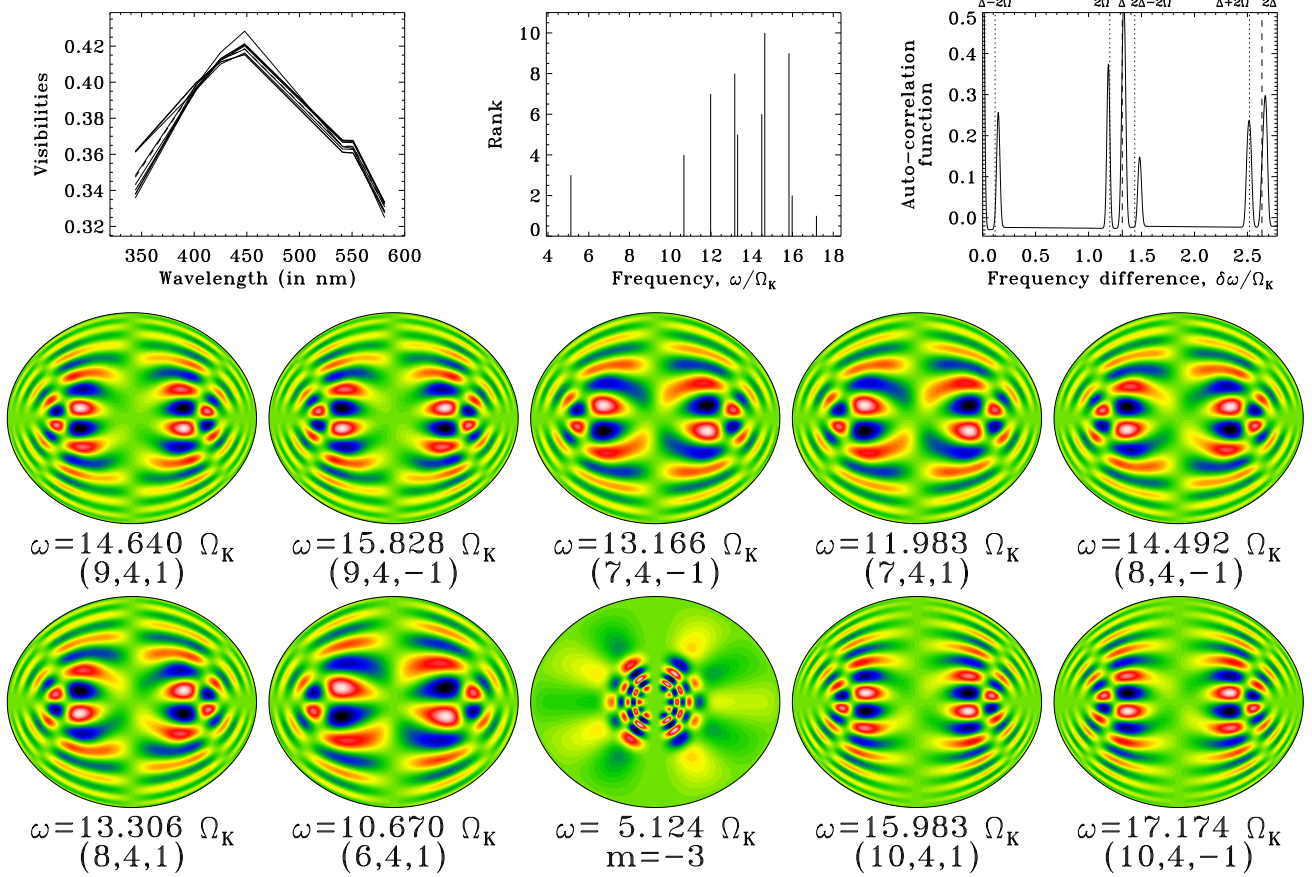 0.42
0.40
0.38
0.36
0.34
0.32
350 400 450 500 550 600
Wavelength (in nm)
Visibilities
10
8
6
4
2
0
4 6 8 10 12 14 16 18
Frequency, ω/Ω_K
Rank
Δ−2Ω 2Ω Δ 2Δ−2Ω Δ+2Ω 2Δ
0.5
0.4
0.3
0.2
0.1
0.0
0.0 0.5 1.0 1.5 2.0 2.5
Frequency difference, δω/Ω_K
Auto−correlation
function
ω=14.640 Ω_K
(9,4,1)
ω=15.828 Ω_K
(9,4,−1)
ω=13.166 Ω_K
(7,4,−1)
ω=11.983 Ω_K
(7,4,1)
ω=14.492 Ω_K
(8,4,−1)
ω=13.306 Ω_K
(8,4,1)
ω=10.670 Ω_K
(6,4,1)
ω= 5.124 Ω_K
m=−3
ω=15.983 Ω_K
(10,4,1)
ω=17.174 Ω_K
(10,4,−1)